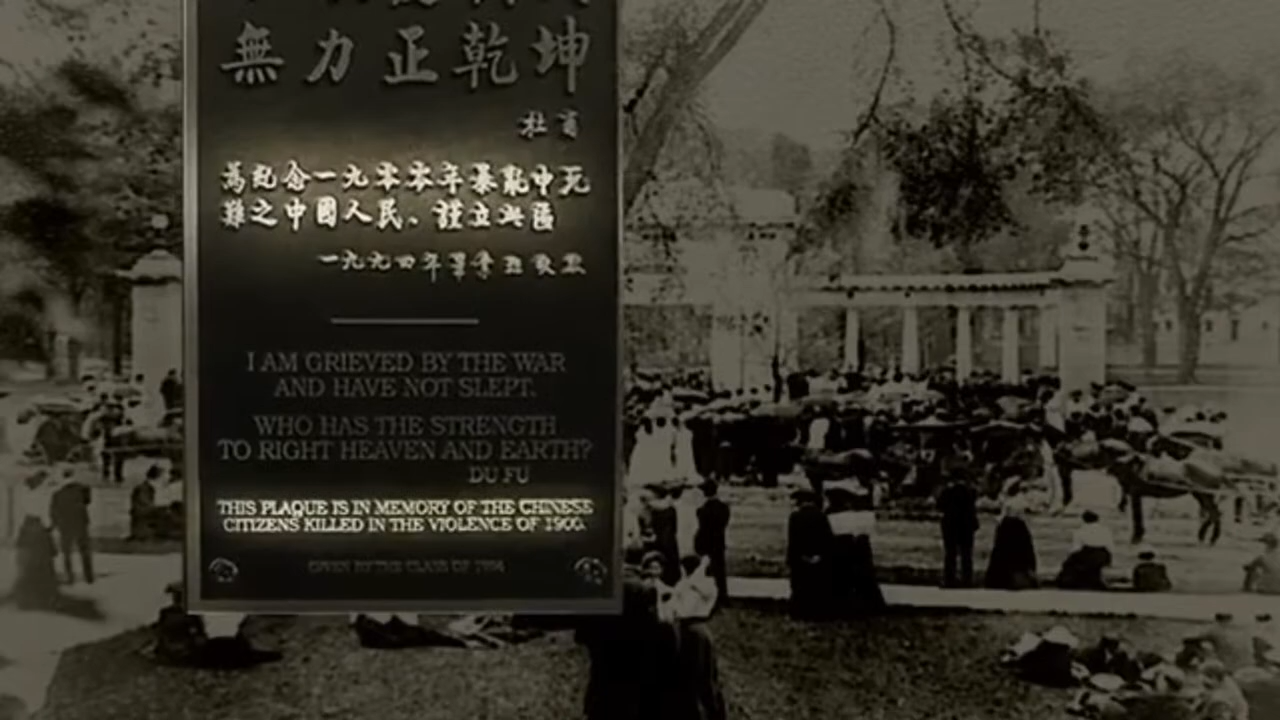 無力正乾坤
杜甫
為紀念一九零零年暴亂中死
難之中國人民、謹立此匾
一九九四年畢業班敬
I AM GRIEVED BY THE WAR
AND HAVE NOT SLEPT.
WHO HAS THE STRENGTH
TO RIGHT HEAVEN AND EARTH?
DU FU
THIS PLAQUE IS IN MEMORY OF THE CHINESE
CITIZENS KILLED IN THE VIOLENCE OF 1900.
GIVEN BY THE CLASS OF 1994